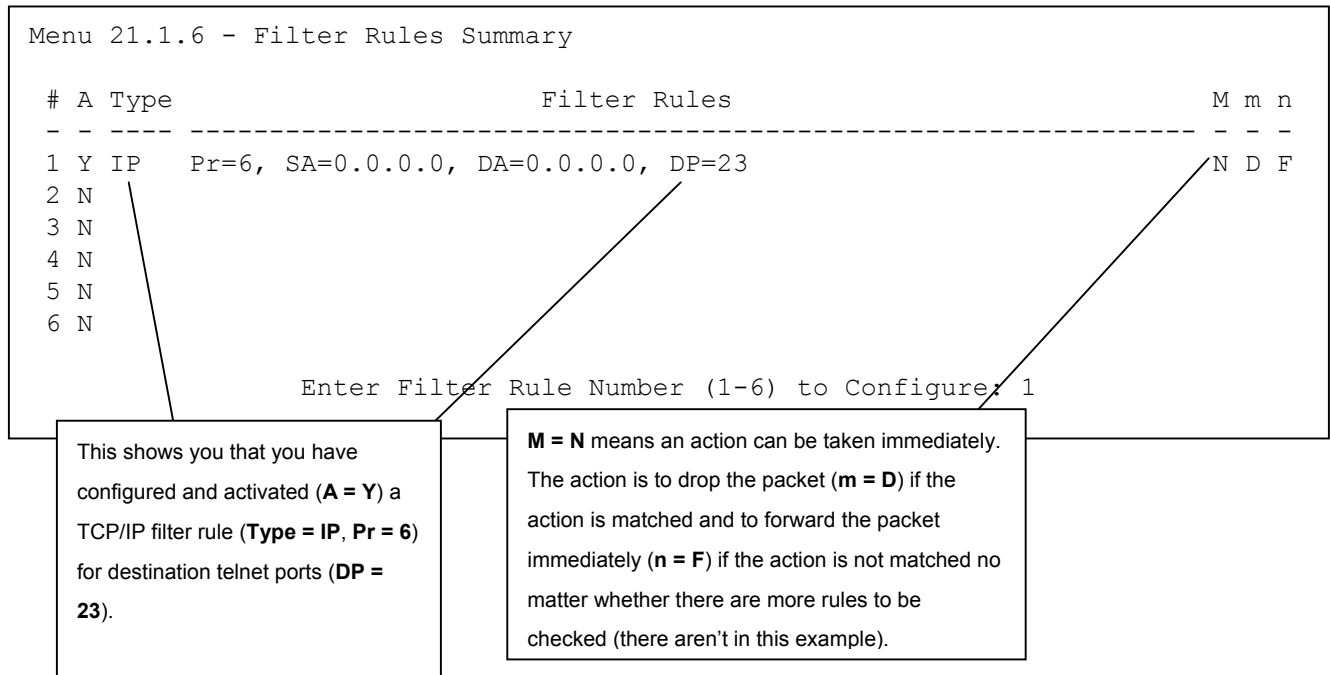 Menu 21.1.6 - Filter Rules Summary
# A Type Filter Rules M m n
- - ---- --------------------------------------------------------------- - - -
1 Y IP Pr=6, SA=0.0.0.0, DA=0.0.0.0, DP=23 N D F
2 N
3 N
4 N
5 N
6 N
Enter Filter Rule Number (1-6) to Configure: 1
This shows you that you have
configured and activated (A = Y) a
TCP/IP filter rule (Type = IP, Pr = 6)
for destination telnet ports (DP =
23).
M = N means an action can be taken immediately.
The action is to drop the packet (m = D) if the
action is matched and to forward the packet
immediately (n = F) if the action is not matched no
matter whether there are more rules to be
checked (there aren’t in this example).